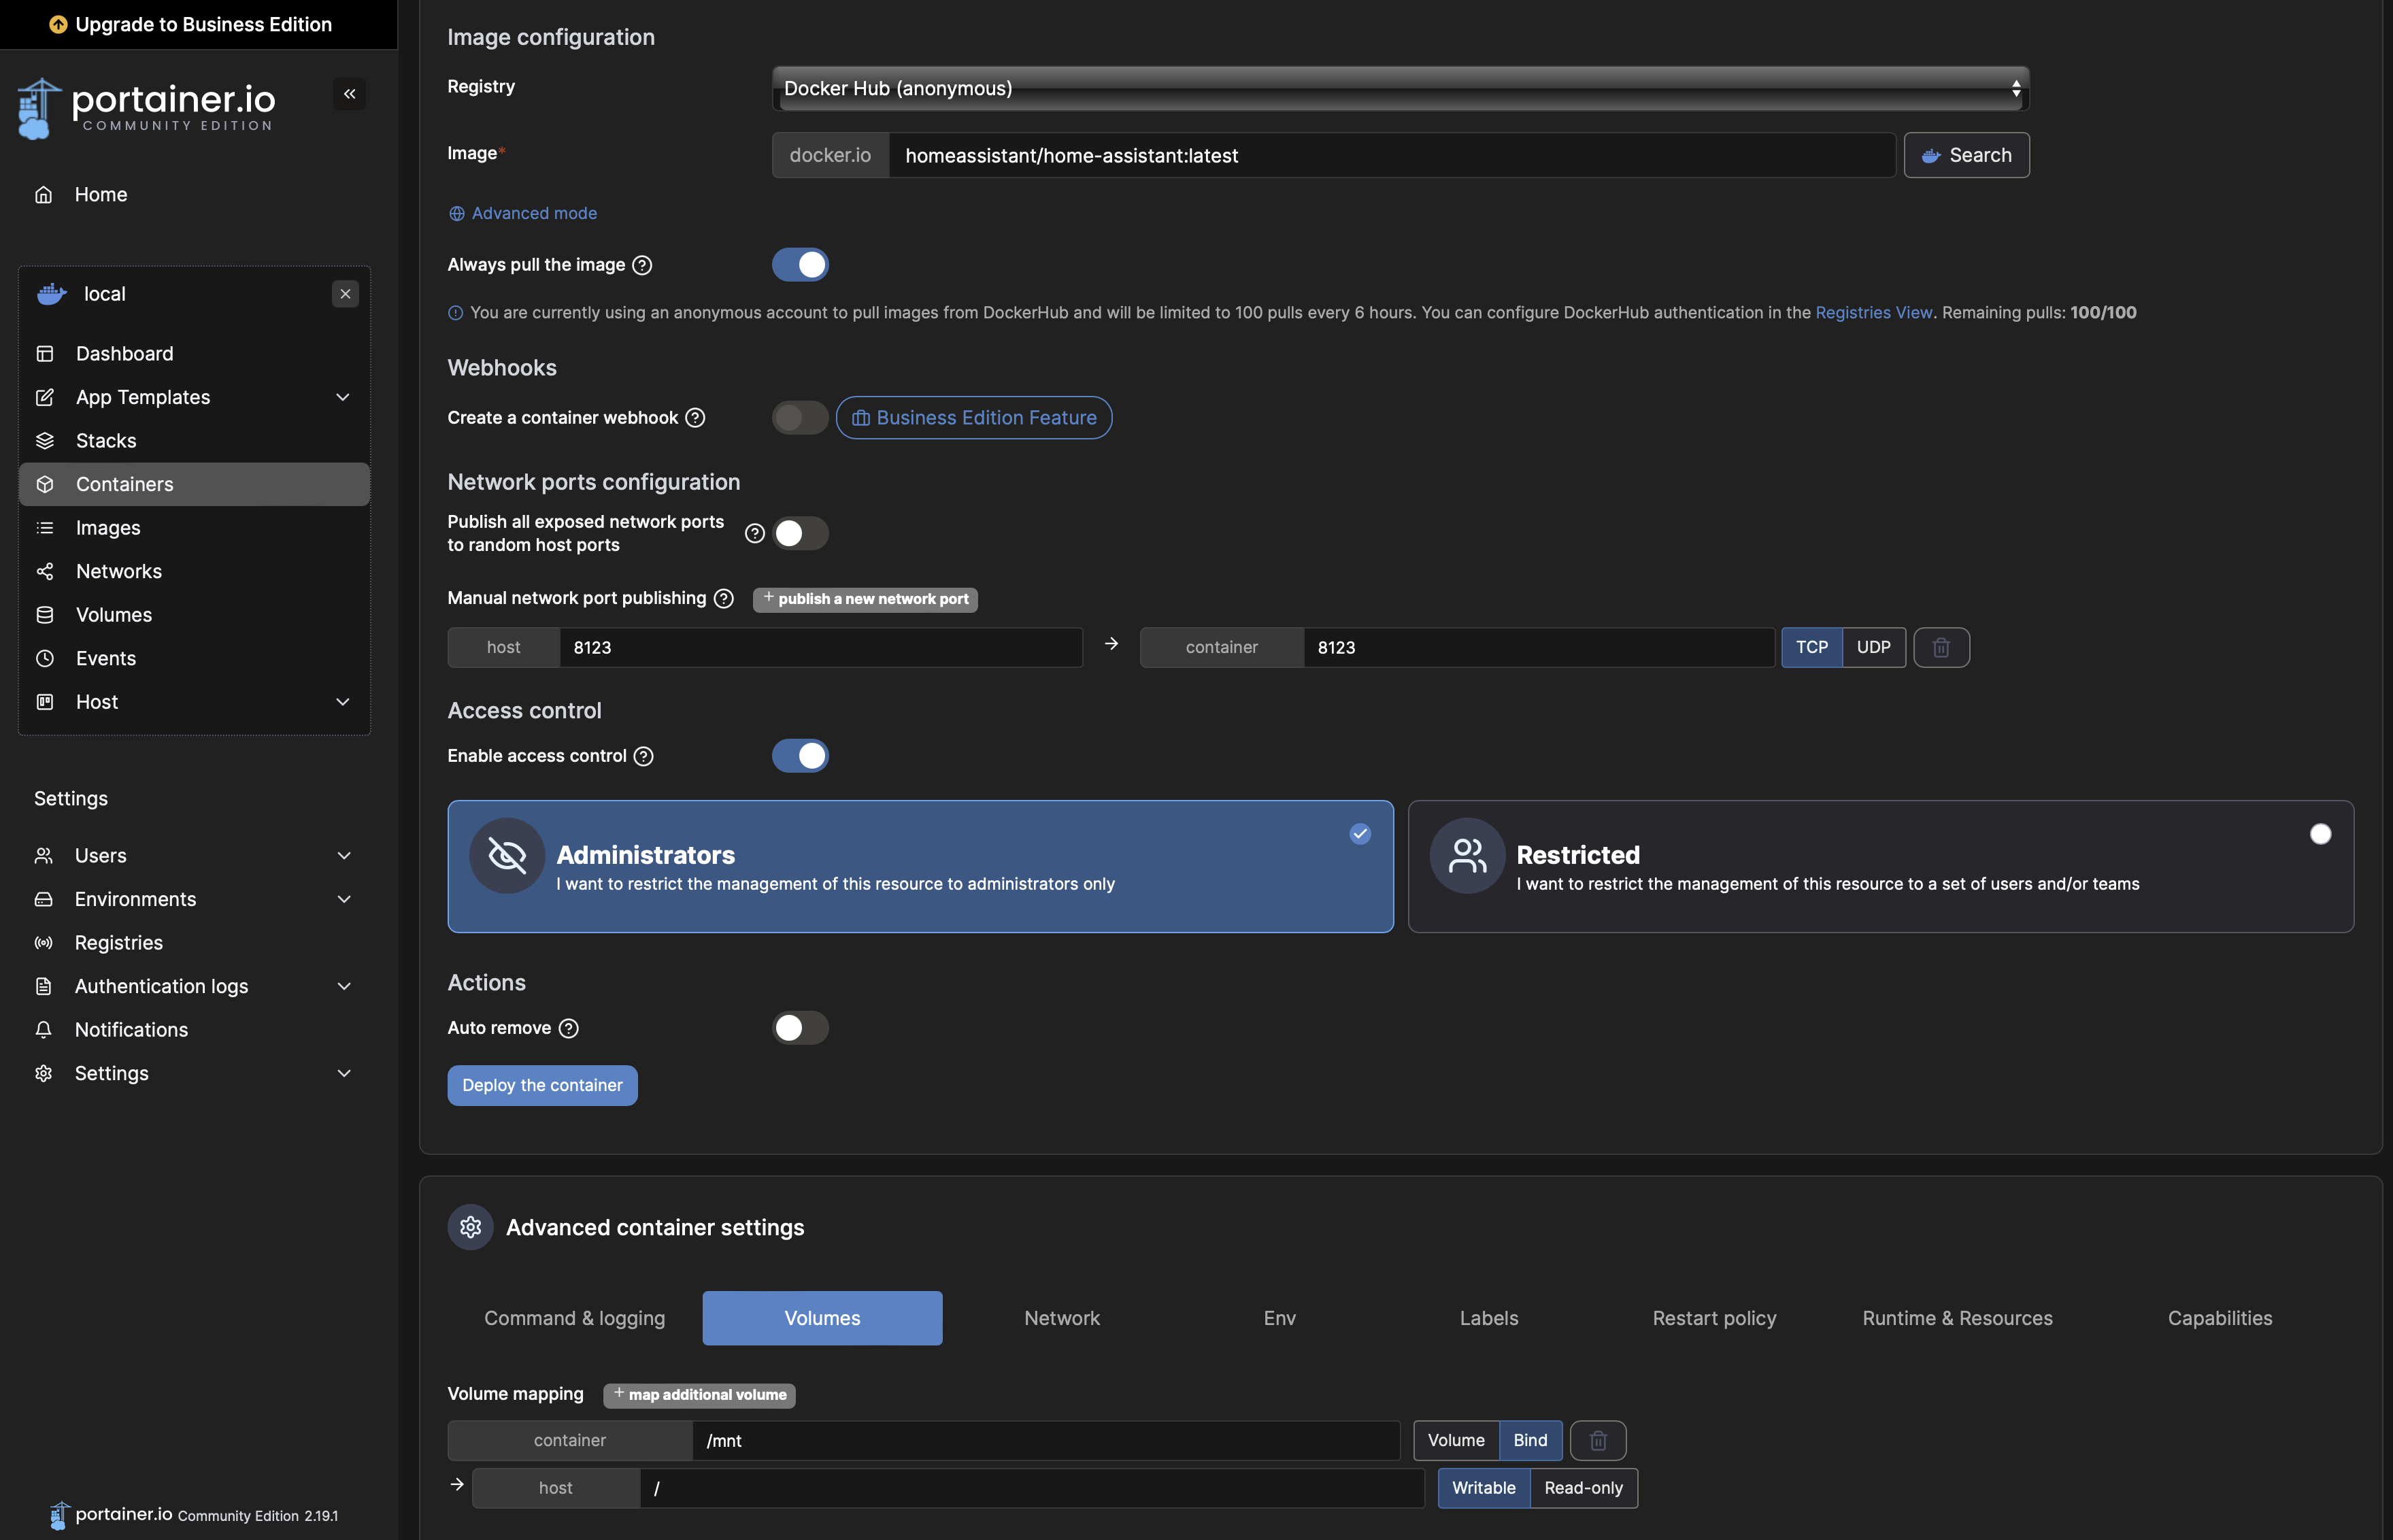 Upgrade to Business Edition
portainer.io
COMMUNITY EDITION
Home
local
Dashboard
App Templates
Stacks
Containers
Images
Networks
Volumes
Events
Host
Settings
Users
Environments
Registries
Authentication logs
Notifications
Settings
portainer.io Community Edition 2.19.1
Image configuration
Registry
Docker Hub (anonymous)
Image*
docker.io
homeassistant/home-assistant:latest
Search
Advanced mode
Always pull the image
You are currently using an anonymous account to pull images from DockerHub and will be limited to 100 pulls every 6 hours. You can configure DockerHub authentication in the Registries View. Remaining pulls: 100/100
Webhooks
Create a container webhook
Business Edition Feature
Network ports configuration
Publish all exposed network ports
to random host ports
Manual network port publishing
+ publish a new network port
host
8123
→
container
8123
TCP
UDP
Access control
Enable access control
Administrators
I want to restrict the management of this resource to administrators only
Restricted
I want to restrict the management of this resource to a set of users and/or teams
Actions
Auto remove
Deploy the container
Advanced container settings
Command & logging
Volumes
Network
Env
Labels
Restart policy
Runtime & Resources
Capabilities
Volume mapping
+ map additional volume
container
/mnt
Volume
Bind
→
host
/
Writable
Read-only